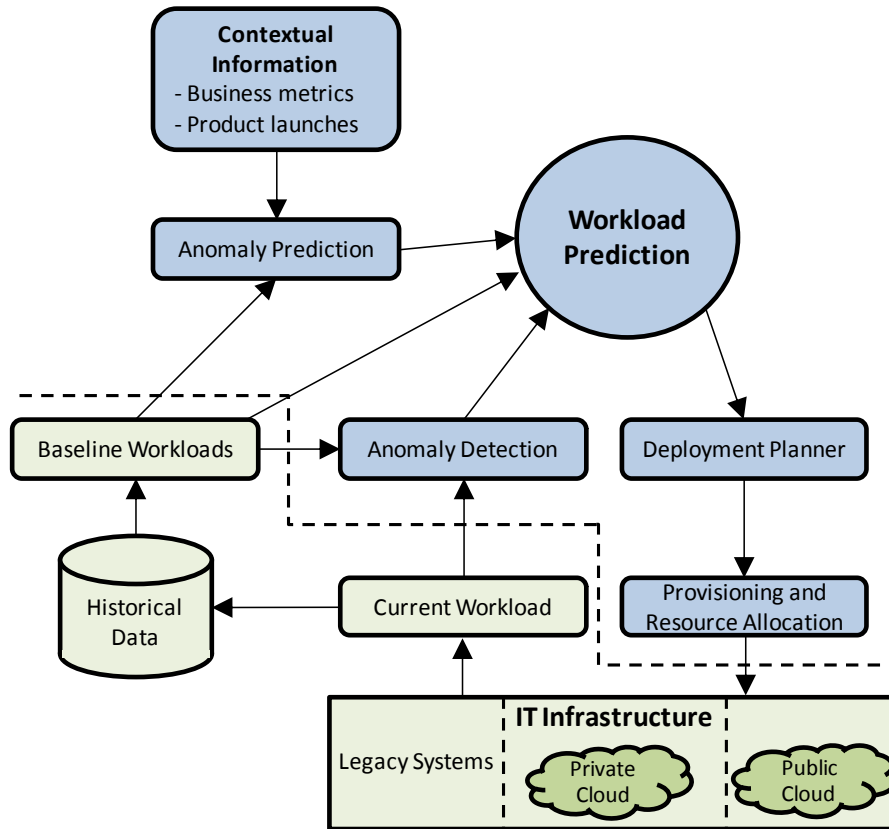 Contextual
Information
- Business metrics
- Product launches
Anomaly Prediction
Workload
Prediction
Baseline Workloads
Anomaly Detection
Deployment Planner
Historical
Data
Current Workload
Provisioning and
Resource Allocation
IT Infrastructure
Legacy Systems
Private
Cloud
Public
Cloud